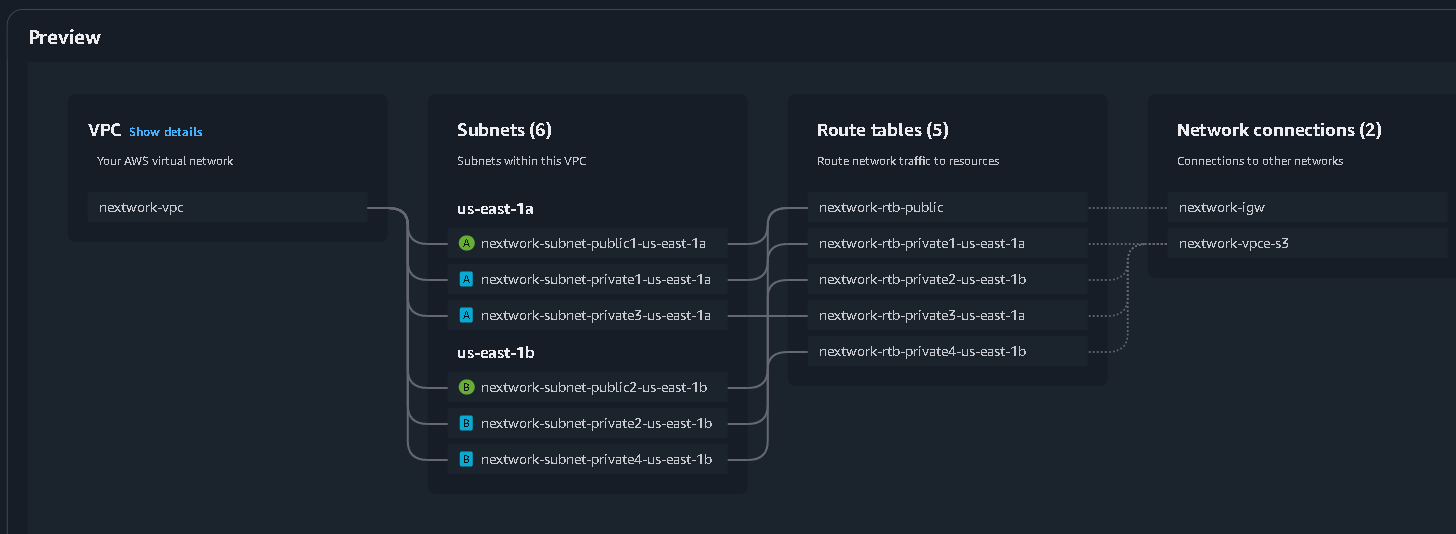 Preview
VPC Show details
Your AWS virtual network
nextwork-vpc
Subnets (6)
Subnets within this VPC
us-east-1a
A nextwork-subnet-public1-us-east-1a
A nextwork-subnet-private1-us-east-1a
A nextwork-subnet-private3-us-east-1a
us-east-1b
B nextwork-subnet-public2-us-east-1b
B nextwork-subnet-private2-us-east-1b
B nextwork-subnet-private4-us-east-1b
Route tables (5)
Route network traffic to resources
nextwork-rtb-public
nextwork-rtb-private1-us-east-1a
nextwork-rtb-private2-us-east-1b
nextwork-rtb-private3-us-east-1a
nextwork-rtb-private4-us-east-1b
Network connections (2)
Connections to other networks
nextwork-igw
nextwork-vpce-s3